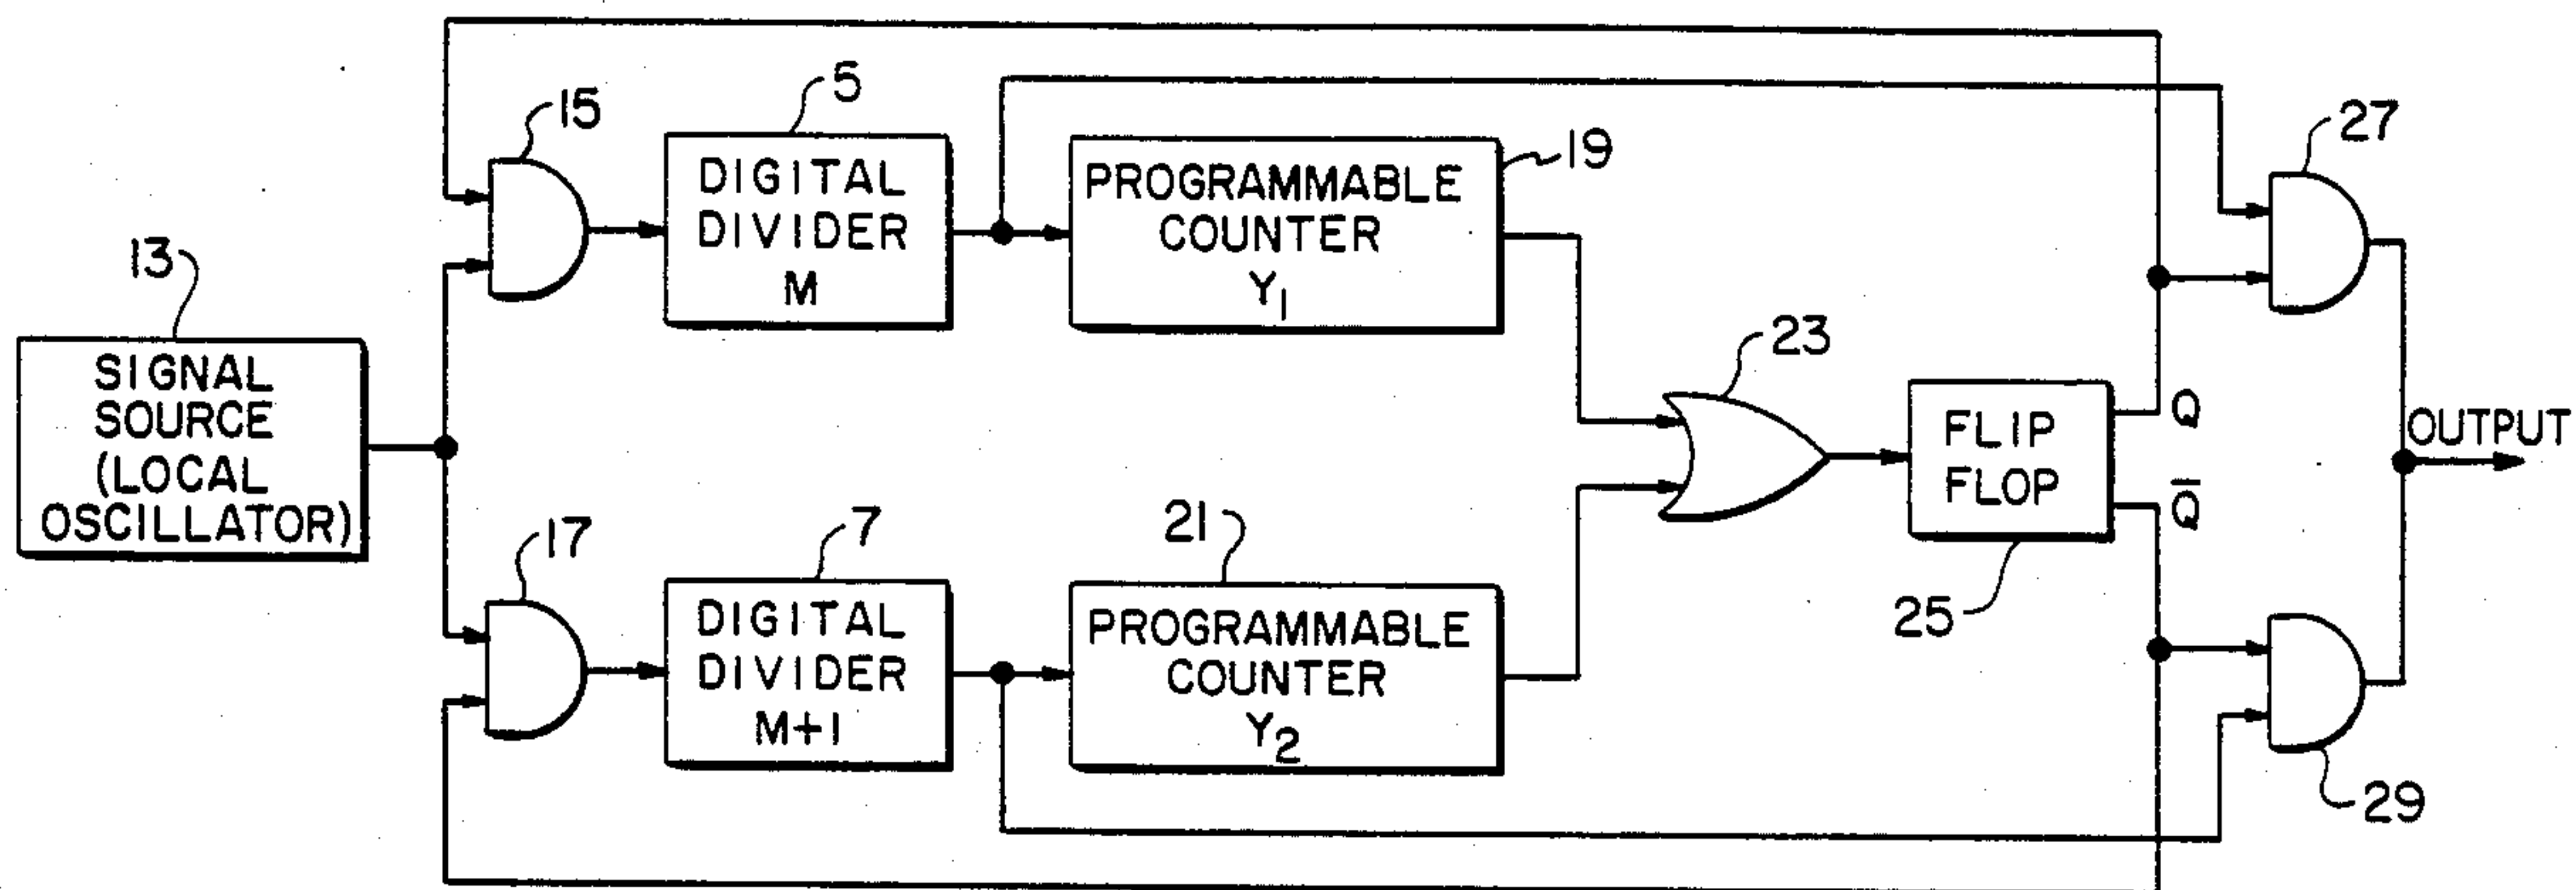 5
15
27
DIGITAL
DIVIDER
M
PROGRAMMABLE
COUNTER
Y1
19
13
SIGNAL
SOURCE
(LOCAL
OSCILLATOR)
23
FLIP
FLOP
Q
Q̅
25
OUTPUT
17
7
21
DIGITAL
DIVIDER
M+1
PROGRAMMABLE
COUNTER
Y2
29